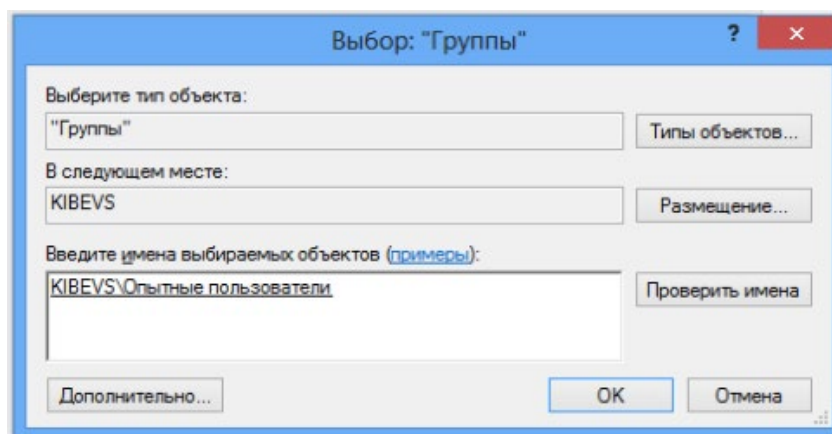 Выбор: "Группы"
?
×
Выберите тип объекта:
"Группы"
Типы объектов...
В следующем месте:
KIBEVS
Размещение...
Введите имена выбираемых объектов (примеры):
KIBEVS\Опытные пользователи
Проверить имена
Дополнительно...
ОК
Отмена